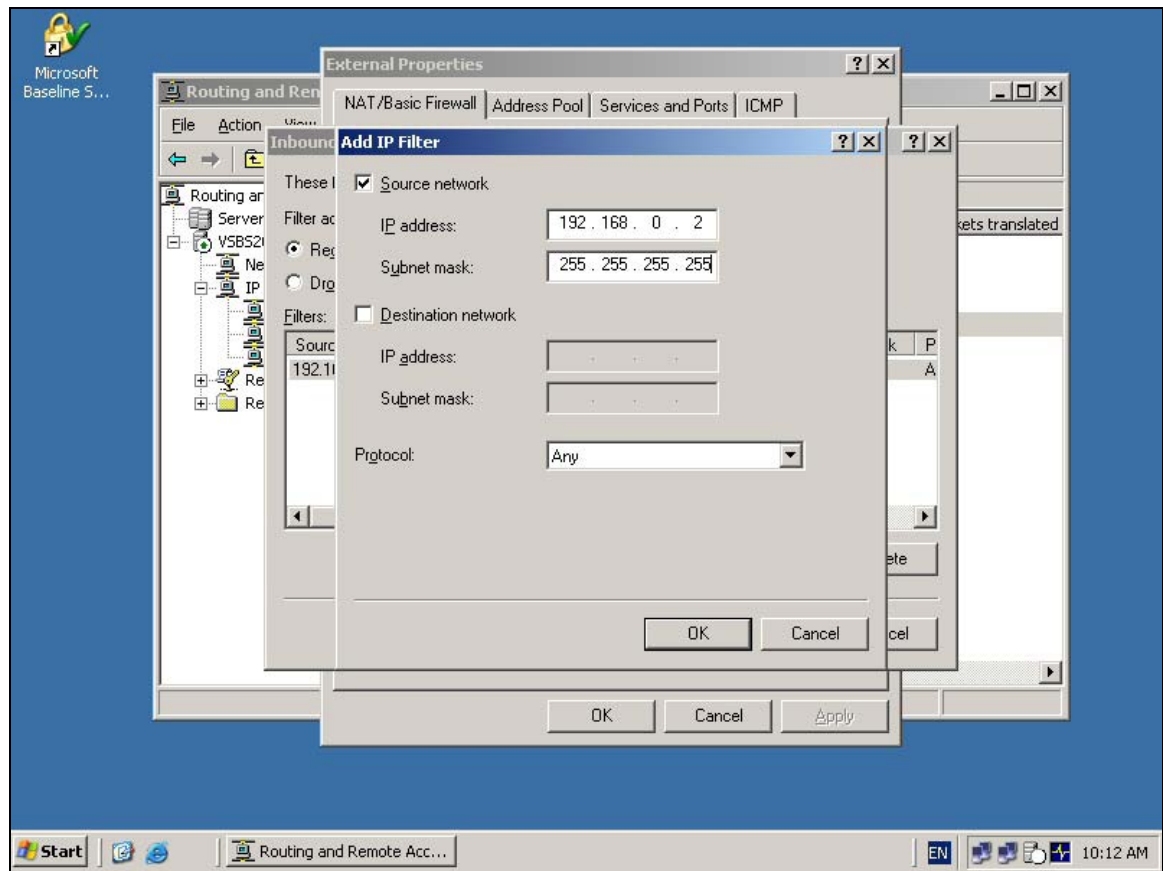 Microsoft
Baseline S...
External Properties
Routing and Ren
NAT/Basic Firewall Address Pool Services and Ports ICMP
File Action View
Inbound
Add IP Filter
These I
Source network
Routing ar
Server
Filter ac
IP address: 192 . 168 . 0 . 2
kets translated
VSBS2
Reg
Ne
Subnet mask: 255 . 255 . 255 . 255
IP
Dro
Filters:
Destination network
Sourc
k P
IP address: . . .
192.1
A
Re
Re
Subnet mask: . . .
Protocol: Any
ete
OK Cancel
cel
OK Cancel Apply
Start Routing and Remote Acc... EN 10:12 AM